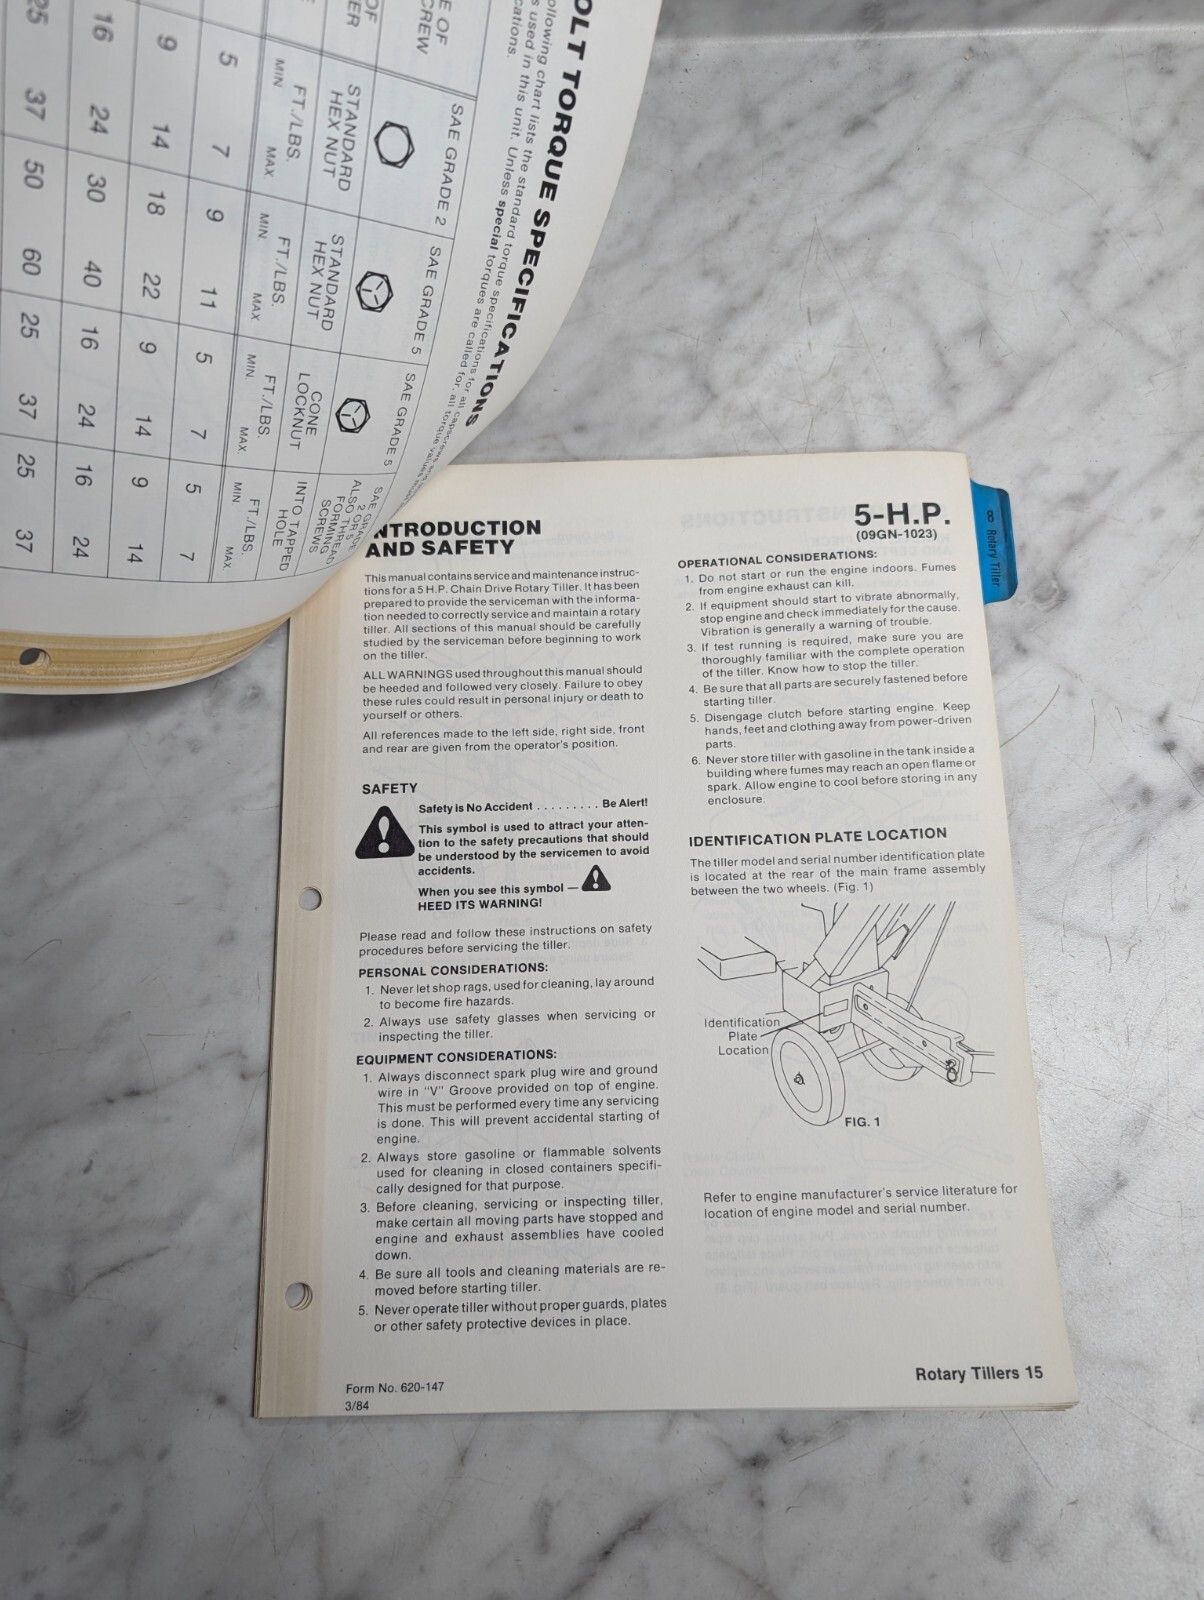 OLT TORQUE SPECIFICATIONS
ollowing chart lists the standard torque specifications for all capscrews
s used in this unit. Unless special torques are called for, all torque values
cations.
E OF
CREW
SAE GRADE 2
SAE GRADE 5
SAE GRADE 5
SAE
2 OR
ALSO THIS
FORMING
SCREWS
OF
ER
STANDARD
HEX NUT
STANDARD
HEX NUT
CONE
LOCKNUT
INTO TAPPED
HOLE
FT./LBS.
MIN MAX
FT./LBS.
MIN. MAX
FT./LBS.
MIN MAX
FT./LBS.
MIN MAX
5 7 9 11 5 7 5 7
9 14 18 22 9 14 9 14
16 24 30 40 16 24 16 24
25 37 50 60 25 37 25 37
NTRODUCTION
AND SAFETY
This manual contains service and maintenance instruc-
tions for a 5 H.P. Chain Drive Rotary Tiller. It has been
prepared to provide the serviceman with the informa-
tion needed to correctly service and maintain a rotary
tiller. All sections of this manual should be carefully
studied by the serviceman before beginning to work
on the tiller.
ALL WARNINGS used throughout this manual should
be heeded and followed very closely. Failure to obey
these rules could result in personal injury or death to
yourself or others.
All references made to the left side, right side, front
and rear are given from the operator's position.
SAFETY
Safety is No Accident . . . . . . . . . Be Alert!
This symbol is used to attract your atten-
tion to the safety precautions that should
be understood by the servicemen to avoid
accidents.
When you see this symbol —
HEED ITS WARNING!
Please read and follow these instructions on safety
procedures before servicing the tiller.
PERSONAL CONSIDERATIONS:
1. Never let shop rags, used for cleaning, lay around
to become fire hazards.
2. Always use safety glasses when servicing or
inspecting the tiller.
EQUIPMENT CONSIDERATIONS:
1. Always disconnect spark plug wire and ground
wire in "V" Groove provided on top of engine.
This must be performed every time any servicing
is done. This will prevent accidental starting of
engine.
2. Always store gasoline or flammable solvents
used for cleaning in closed containers specifi-
cally designed for that purpose.
3. Before cleaning, servicing or inspecting tiller,
make certain all moving parts have stopped and
engine and exhaust assemblies have cooled
down.
4. Be sure all tools and cleaning materials are re-
moved before starting tiller.
5. Never operate tiller without proper guards, plates
or other safety protective devices in place.
Form No. 620-147
3/84
5-H.P.
(09GN-1023)
OPERATIONAL CONSIDERATIONS:
1. Do not start or run the engine indoors. Fumes
from engine exhaust can kill.
2. If equipment should start to vibrate abnormally,
stop engine and check immediately for the cause.
Vibration is generally a warning of trouble.
3. If test running is required, make sure you are
thoroughly familiar with the complete operation
of the tiller. Know how to stop the tiller.
4. Be sure that all parts are securely fastened before
starting tiller.
5. Disengage clutch before starting engine. Keep
hands, feet and clothing away from power-driven
parts.
6. Never store tiller with gasoline in the tank inside a
building where fumes may reach an open flame or
spark. Allow engine to cool before storing in any
enclosure.
IDENTIFICATION PLATE LOCATION
The tiller model and serial number identification plate
is located at the rear of the main frame assembly
between the two wheels. (Fig. 1)
Identification
Plate
Location
FIG. 1
Refer to engine manufacturer's service literature for
location of engine model and serial number.
Rotary Tillers 15
8
Rotary Tiller